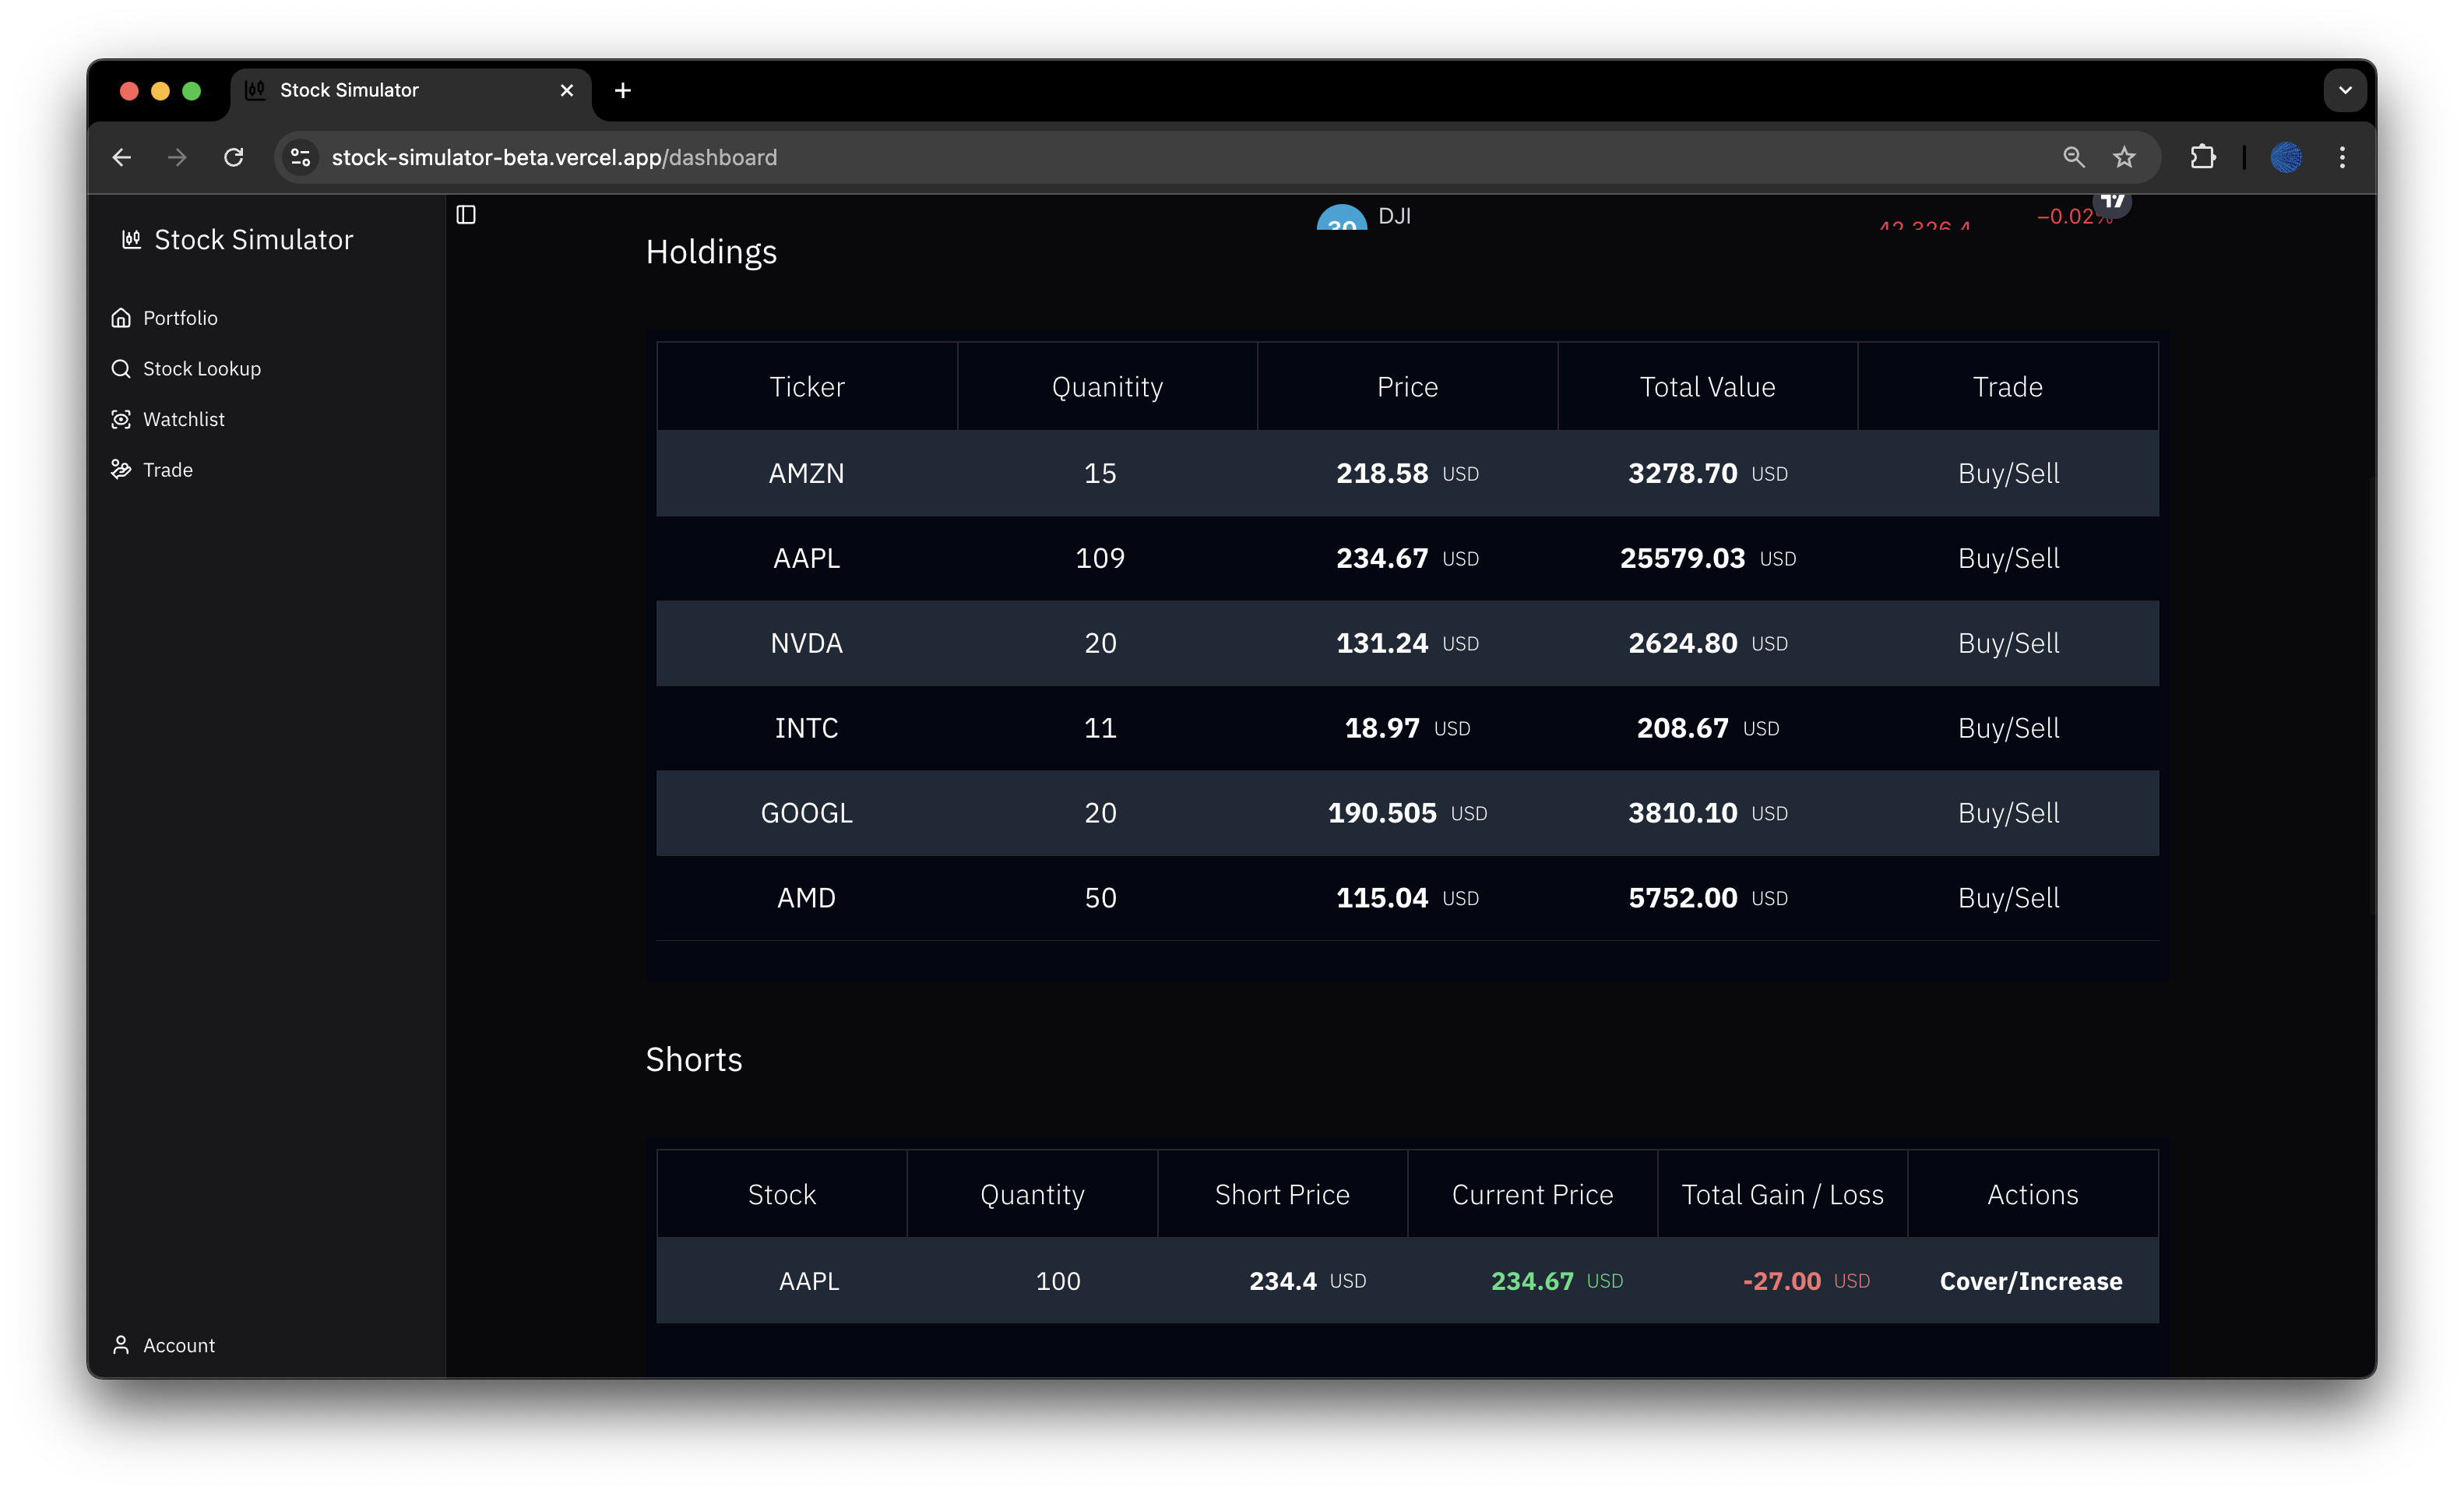 Stock Simulator
stock-simulator-beta.vercel.app/dashboard
Stock Simulator
Portfolio
Stock Lookup
Watchlist
Trade
Account
30 DJI 42,326.4 −0.02%
Holdings
Ticker Quanitity Price Total Value Trade
AMZN 15 218.58 USD 3278.70 USD Buy/Sell
AAPL 109 234.67 USD 25579.03 USD Buy/Sell
NVDA 20 131.24 USD 2624.80 USD Buy/Sell
INTC 11 18.97 USD 208.67 USD Buy/Sell
GOOGL 20 190.505 USD 3810.10 USD Buy/Sell
AMD 50 115.04 USD 5752.00 USD Buy/Sell
Shorts
Stock Quantity Short Price Current Price Total Gain / Loss Actions
AAPL 100 234.4 USD 234.67 USD -27.00 USD Cover/Increase